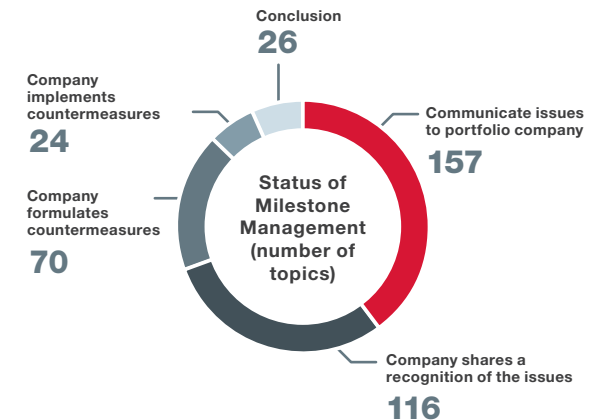 Conclusion
26
Company
implements
countermeasures
24
Communicate issues
to portfolio company
157
Status of
Milestone
Management
(number of
topics)
Company
formulates
countermeasures
70
Company shares a
recognition of the issues
116